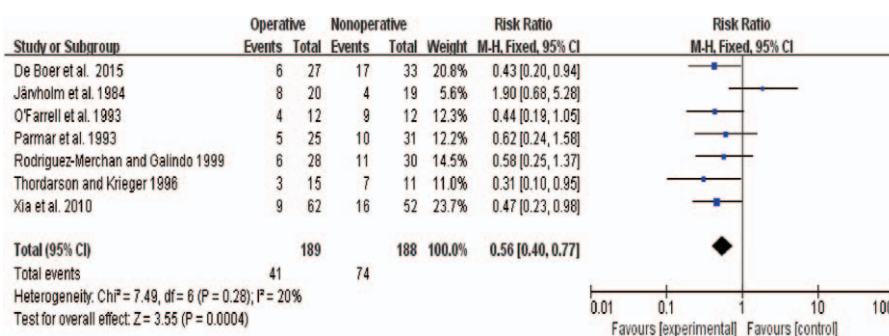 Operative Nonoperative Risk Ratio Risk Ratio
Study or Subgroup Events Total Events Total Weight M-H, Fixed, 95% CI M-H, Fixed, 95% CI
De Boer et al. 2015 6 27 17 33 20.8% 0.43 [0.20, 0.94]
Järvholm et al. 1984 8 20 4 19 5.6% 1.90 [0.68, 5.28]
O'Farrell et al. 1993 4 12 9 12 12.3% 0.44 [0.19, 1.05]
Parmar et al. 1993 5 25 10 31 12.2% 0.62 [0.24, 1.58]
Rodriguez-Merchan and Galindo 1999 6 28 11 30 14.5% 0.58 [0.25, 1.37]
Thordarson and Krieger 1996 3 15 7 11 11.0% 0.31 [0.10, 0.95]
Xia et al. 2010 9 62 16 52 23.7% 0.47 [0.23, 0.98]
Total (95% CI) 189 188 100.0% 0.56 [0.40, 0.77]
Total events 41 74
Heterogeneity: Chi² = 7.49, df = 6 (P = 0.28); I² = 20%
Test for overall effect: Z = 3.55 (P = 0.0004)
0.01 0.1 1 10 100
Favours [experimental] Favours [control]